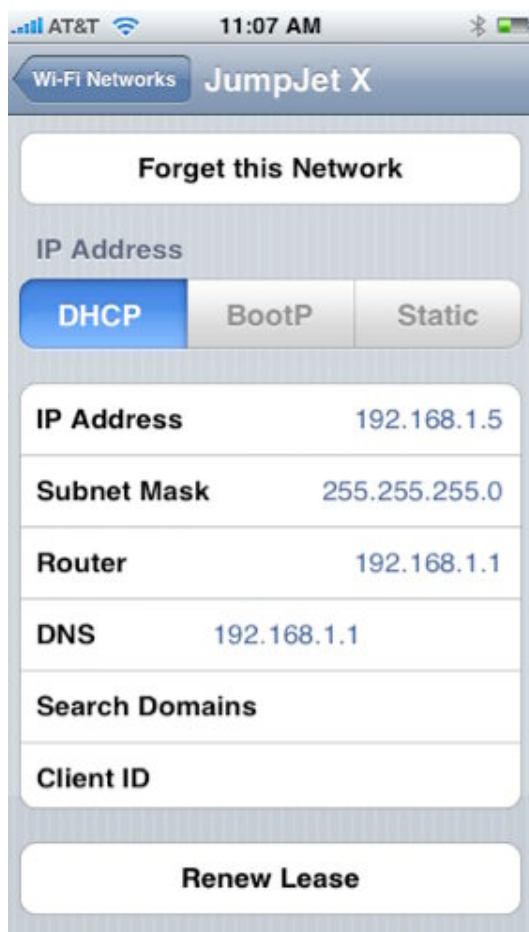 AT&T 11:07 AM
Wi-Fi Networks JumpJet X
Forget this Network
IP Address
DHCP BootP Static
IP Address 192.168.1.5
Subnet Mask 255.255.255.0
Router 192.168.1.1
DNS 192.168.1.1
Search Domains
Client ID
Renew Lease